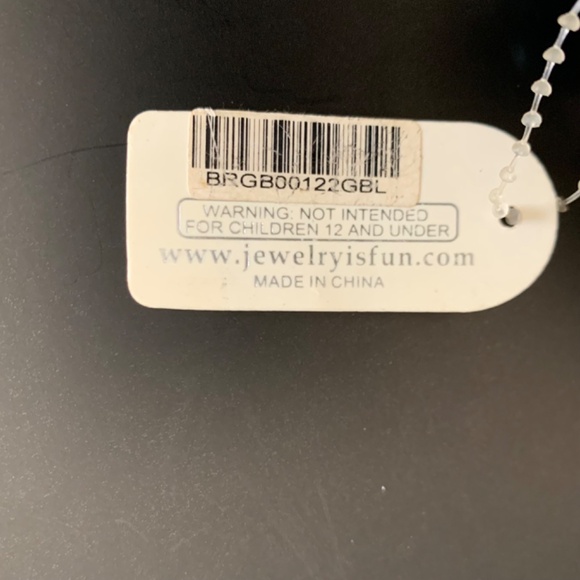 BRGB00122GBL
WARNING: NOT INTENDED
FOR CHILDREN 12 AND UNDER
www.jewelryisfun.com
MADE IN CHINA